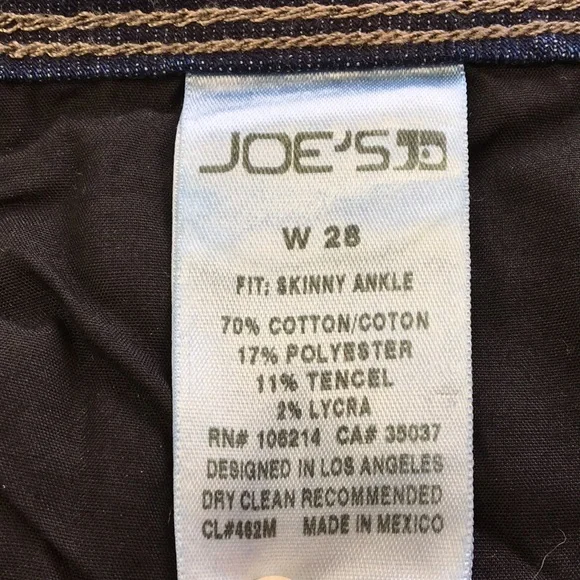 JOE'S JD
W 28
FIT: SKINNY ANKLE
70% COTTON/COTON
17% POLYESTER
11% TENCEL
2% LYCRA
RN# 106214 CA# 35037
DESIGNED IN LOS ANGELES
DRY CLEAN RECOMMENDED
CL#462M MADE IN MEXICO